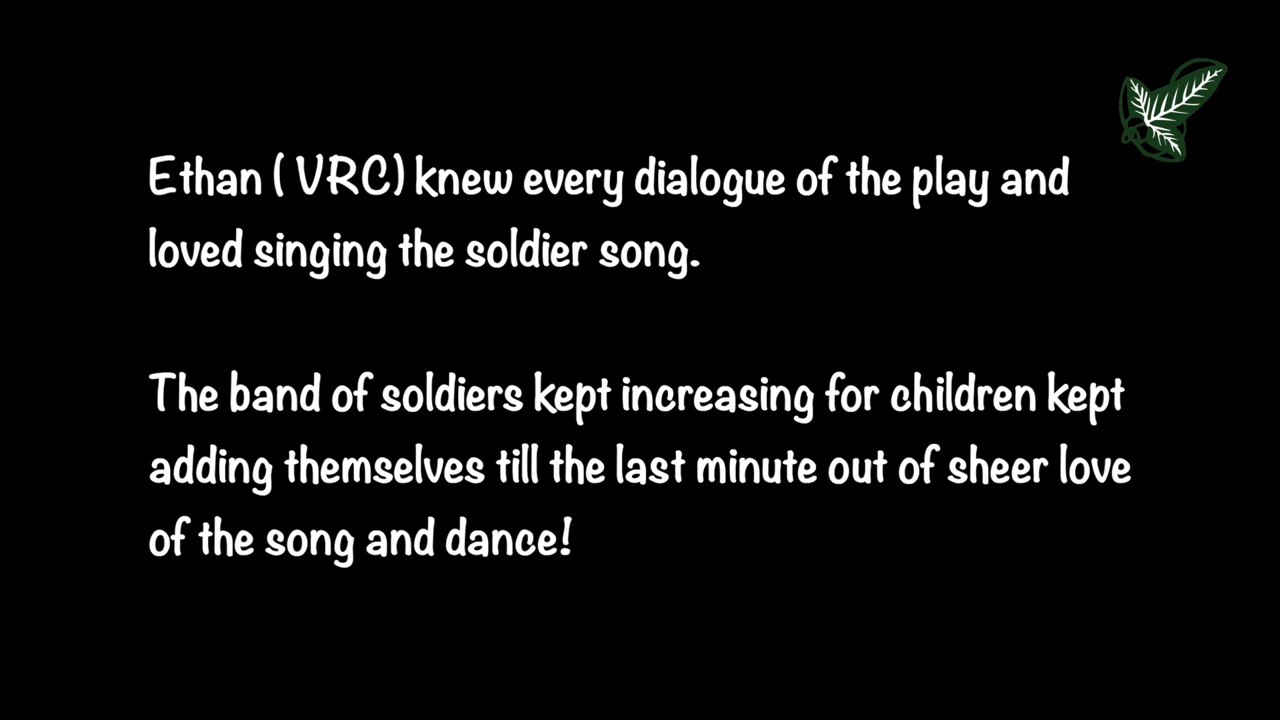 Ethan ( VRC) knew every dialogue of the play and
loved singing the soldier song.
The band of soldiers kept increasing for children kept
adding themselves till the last minute out of sheer love
of the song and dance!